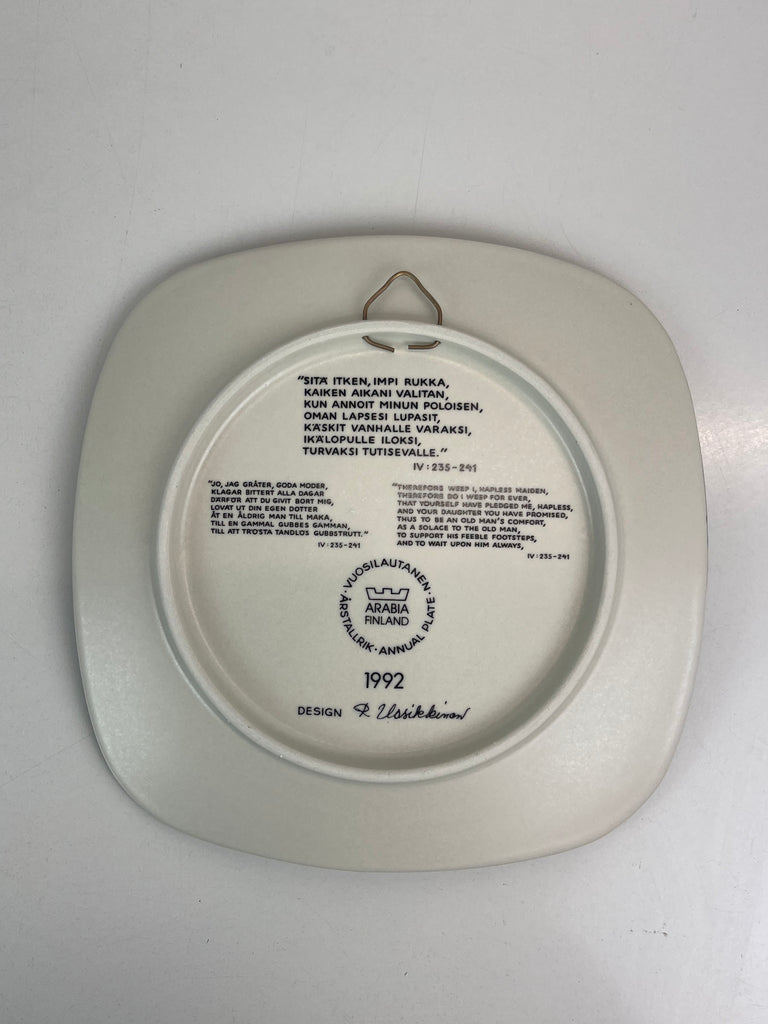 "SITÄ ITKEN, IMPI RUKKA,
KAIKEN AIKANI VALITAN,
KUN ANNOIT MINUN POLOISEN,
OMAN LAPSESI LUPASIT,
KÄSKIT VANHALLE VARAKSI,
IKÄLOPULLE ILOKSI,
TURVAKSI TUTISEVALLE."
IV:235-241
"JO, JAG GRÅTER, GODA MODER,
KLAGAR BITTERT ALLA DAGAR
DÄRFÖR ATT DU GIVIT BORT MIG,
LOVAT UT DIN EGEN DOTTER
ÅT EN ÅLDRIG MAN TILL MAKA,
TILL EN GAMMAL GUBBES GAMMAN,
TILL ATT TRÖSTA TANDLÖS GUBBSTRUTT."
IV:235-241
"THEREFORE WEEP I, HAPLESS MAIDEN,
THEREFORE DO I WEEP FOR EVER,
THAT YOURSELF HAVE PLEDGED ME, HAPLESS,
AND YOUR DAUGHTER YOU HAVE PROMISED,
THUS TO BE AN OLD MAN'S COMFORT,
AS A SOLACE TO THE OLD MAN,
TO SUPPORT HIS FEEBLE FOOTSTEPS,
AND TO WAIT UPON HIM ALWAYS,
IV:235-241
VUOSILAUTANEN · ANNUAL PLATE · ÅRSTALLRIK ·
ARABIA
FINLAND
1992
DESIGN R Uosikkinen